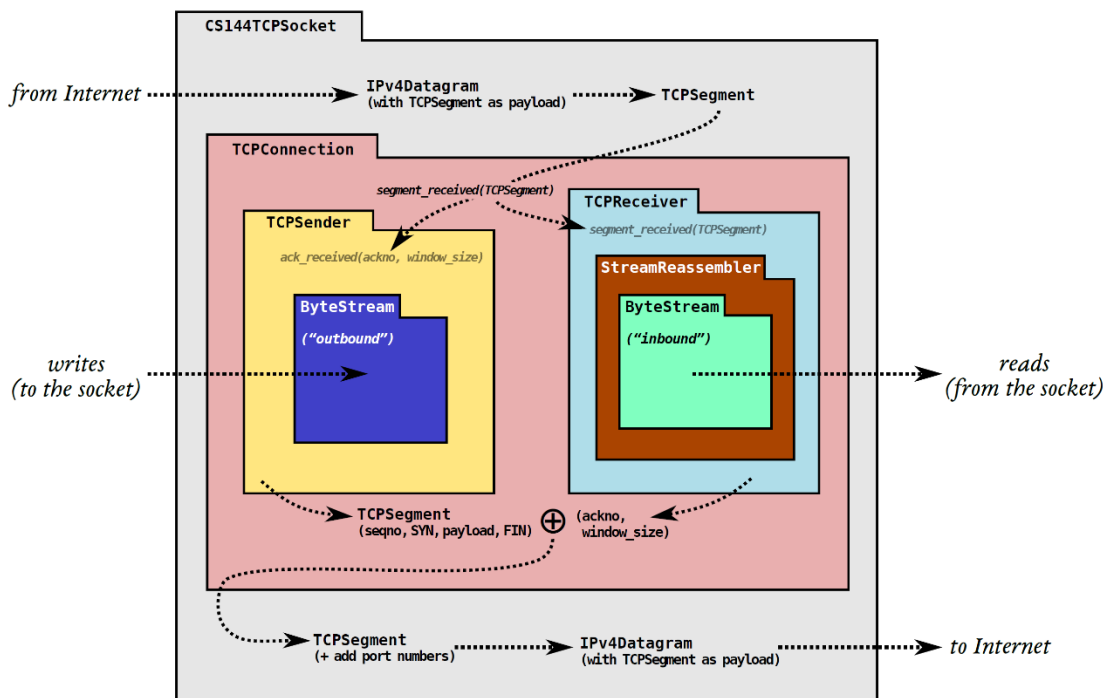 CS144TCPSocket
from Internet
IPv4Datagram
(with TCPSegment as payload)
TCPSegment
TCPConnection
segment_received(TCPSegment)
TCPSender
ack_received(ackno, window_size)
ByteStream
(“outbound”)
TCPReceiver
segment_received(TCPSegment)
StreamReassembler
ByteStream
(“inbound”)
writes
(to the socket)
reads
(from the socket)
TCPSegment
(seqno, SYN, payload, FIN)
(ackno,
window_size)
TCPSegment
(+ add port numbers)
IPv4Datagram
(with TCPSegment as payload)
to Internet